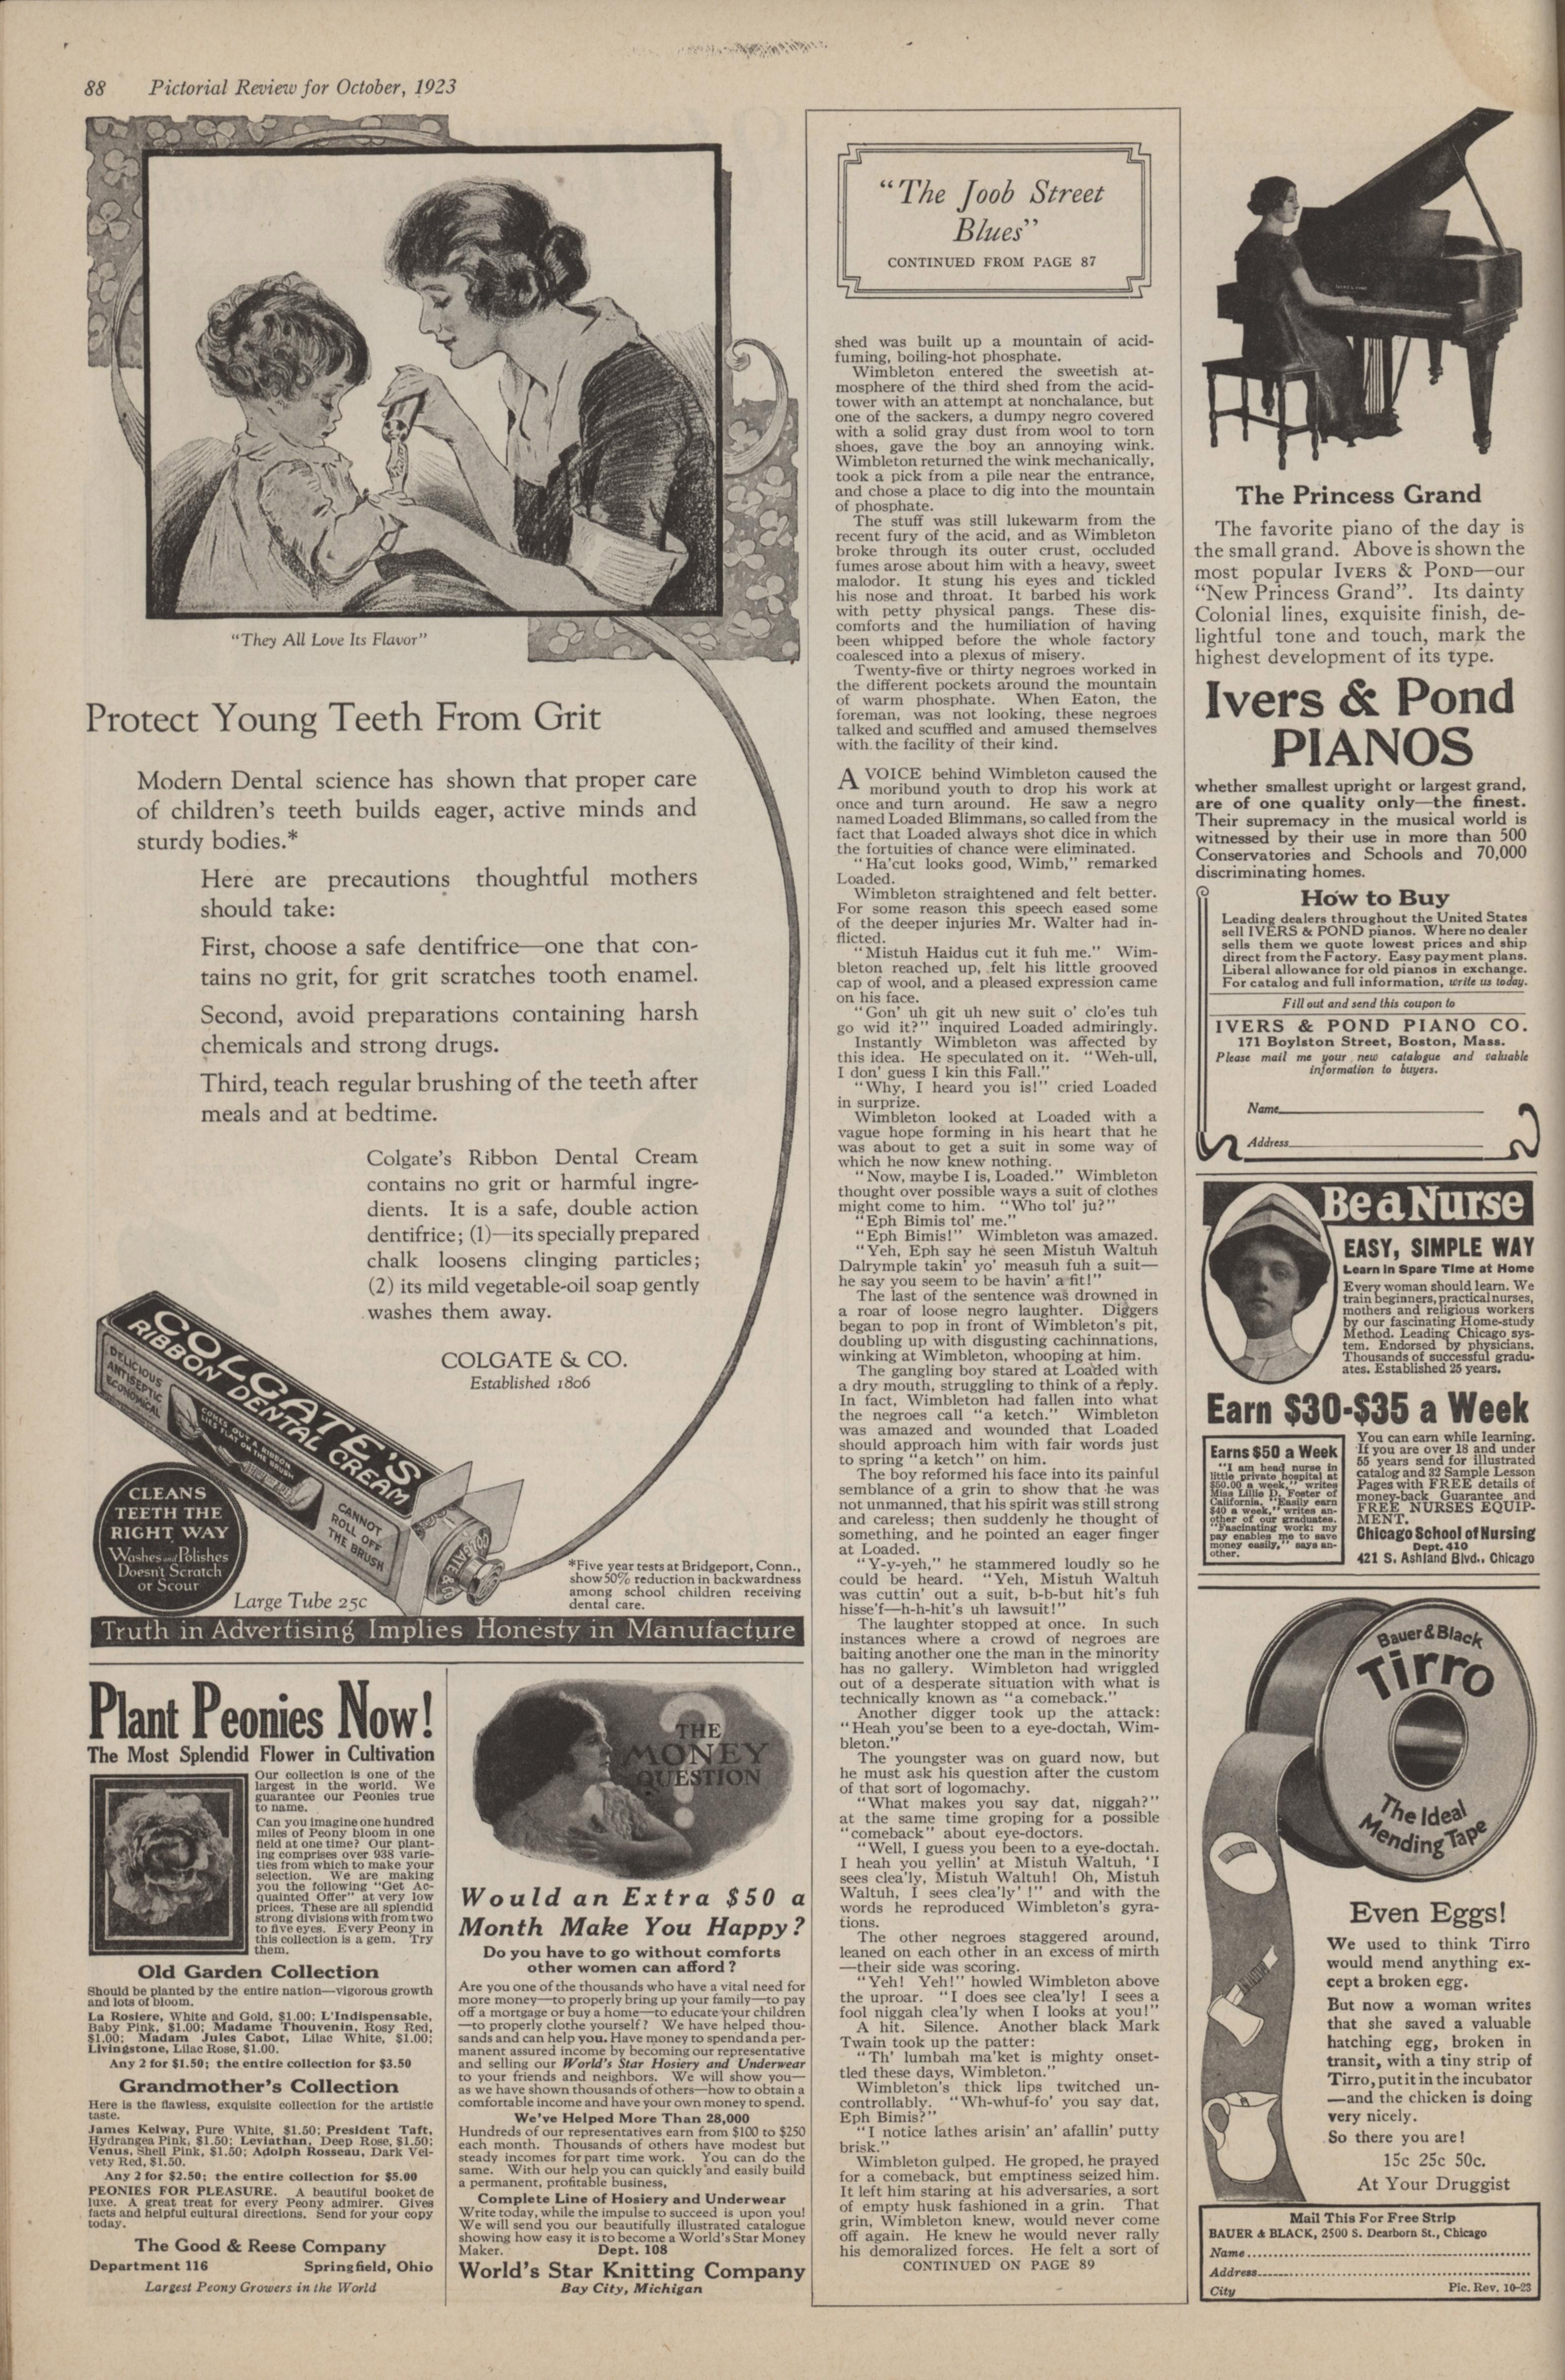 88 Pictorial Review for October, 1923
"They All Love Its Flavor"
Protect Young Teeth From Grit
Modern Dental science has shown that proper care
of children's teeth builds eager, active minds and
sturdy bodies.*
Here are precautions thoughtful mothers
should take:
First, choose a safe dentifrice—one that con-
tains no grit, for grit scratches tooth enamel.
Second, avoid preparations containing harsh
chemicals and strong drugs.
Third, teach regular brushing of the teeth after
meals and at bedtime.
Colgate's Ribbon Dental Cream
contains no grit or harmful ingre-
dients. It is a safe, double action
dentifrice; (1)—its specially prepared
chalk loosens clinging particles;
(2) its mild vegetable-oil soap gently
washes them away.
COLGATE & CO.
Established 1806
COLGATE'S
RIBBON DENTAL CREAM
DELICIOUS
ANTISEPTIC
ECONOMICAL
COMES OUT A RIBBON
LIES FLAT ON THE BRUSH
CANNOT
ROLL OFF
THE BRUSH
CLEANS
TEETH THE
RIGHT WAY
Washes and Polishes
Doesn't Scratch
or Scour
Large Tube 25c
*Five year tests at Bridgeport, Conn.,
show 50% reduction in backwardness
among school children receiving
dental care.
Truth in Advertising Implies Honesty in Manufacture
Plant Peonies Now!
The Most Splendid Flower in Cultivation
Our collection is one of the
largest in the world. We
guarantee our Peonies true
to name.
Can you imagine one hundred
miles of Peony bloom in one
field at one time? Our plant-
ing comprises over 938 varie-
ties from which to make your
selection. We are making
you the following "Get Ac-
quainted Offer" at very low
prices. These are all splendid
strong divisions with from two
to five eyes. Every Peony in
this collection is a gem. Try
them.
Old Garden Collection
Should be planted by the entire nation—vigorous growth
and lots of bloom.
La Rosiere, White and Gold, $1.00; L'Indispensable,
Baby Pink, $1.00; Madame Thouvenin, Rosy Red,
$1.00; Madam Jules Cabot, Lilac White, $1.00;
Livingstone, Lilac Rose, $1.00.
Any 2 for $1.50; the entire collection for $3.50
Grandmother's Collection
Here is the flawless, exquisite collection for the artistic
taste.
James Kelway, Pure White, $1.50; President Taft,
Hydrangea Pink, $1.50; Leviathan, Deep Rose, $1.50;
Venus, Shell Pink, $1.50; Adolph Rosseau, Dark Vel-
vety Red, $1.50.
Any 2 for $2.50; the entire collection for $5.00
PEONIES FOR PLEASURE. A beautiful booket de
luxe. A great treat for every Peony admirer. Gives
facts and helpful cultural directions. Send for your copy
today.
The Good & Reese Company
Department 116 Springfield, Ohio
Largest Peony Growers in the World
?
THE
MONEY
QUESTION
Would an Extra $50 a
Month Make You Happy?
Do you have to go without comforts
other women can afford?
Are you one of the thousands who have a vital need for
more money—to properly bring up your family—to pay
off a mortgage or buy a home—to educate your children
—to properly clothe yourself? We have helped thou-
sands and can help you. Have money to spend and a per-
manent assured income by becoming our representative
and selling our World's Star Hosiery and Underwear
to your friends and neighbors. We will show you—
as we have shown thousands of others—how to obtain a
comfortable income and have your own money to spend.
We've Helped More Than 28,000
Hundreds of our representatives earn from $100 to $250
each month. Thousands of others have modest but
steady incomes for part time work. You can do the
same. With our help you can quickly and easily build
a permanent, profitable business,
Complete Line of Hosiery and Underwear
Write today, while the impulse to succeed is upon you!
We will send you our beautifully illustrated catalogue
showing how easy it is to become a World's Star Money
Maker. Dept. 108
World's Star Knitting Company
Bay City, Michigan
"The Joob Street
Blues"
CONTINUED FROM PAGE 87
shed was built up a mountain of acid-
fuming, boiling-hot phosphate.
Wimbleton entered the sweetish at-
mosphere of the third shed from the acid-
tower with an attempt at nonchalance, but
one of the sackers, a dumpy negro covered
with a solid gray dust from wool to torn
shoes, gave the boy an annoying wink.
Wimbleton returned the wink mechanically,
took a pick from a pile near the entrance,
and chose a place to dig into the mountain
of phosphate.
The stuff was still lukewarm from the
recent fury of the acid, and as Wimbleton
broke through its outer crust, occluded
fumes arose about him with a heavy, sweet
malodor. It stung his eyes and tickled
his nose and throat. It barbed his work
with petty physical pangs. These dis-
comforts and the humiliation of having
been whipped before the whole factory
coalesced into a plexus of misery.
Twenty-five or thirty negroes worked in
the different pockets around the mountain
of warm phosphate. When Eaton, the
foreman, was not looking, these negroes
talked and scuffled and amused themselves
with the facility of their kind.
A VOICE behind Wimbleton caused the
moribund youth to drop his work at
once and turn around. He saw a negro
named Loaded Blimmans, so called from the
fact that Loaded always shot dice in which
the fortuities of chance were eliminated.
"Ha'cut looks good, Wimb," remarked
Loaded.
Wimbleton straightened and felt better.
For some reason this speech eased some
of the deeper injuries Mr. Walter had in-
flicted.
"Mistuh Haidus cut it fuh me." Wim-
bleton reached up, felt his little grooved
cap of wool, and a pleased expression came
on his face.
"Gon' uh git uh new suit o' clo'es tuh
go wid it?" inquired Loaded admiringly.
Instantly Wimbleton was affected by
this idea. He speculated on it. "Weh-ull,
I don' guess I kin this Fall."
"Why, I heard you is!" cried Loaded
in surprize.
Wimbleton looked at Loaded with a
vague hope forming in his heart that he
was about to get a suit in some way of
which he now knew nothing.
"Now, maybe I is, Loaded." Wimbleton
thought over possible ways a suit of clothes
might come to him. "Who tol' ju?"
"Eph Bimis tol' me."
"Eph Bimis!" Wimbleton was amazed.
"Yeh, Eph say he seen Mistuh Waltuh
Dalrymple takin' yo' measuh fuh a suit—
he say you seem to be havin' a fit!"
The last of the sentence was drowned in
a roar of loose negro laughter. Diggers
began to pop in front of Wimbleton's pit,
doubling up with disgusting cachinnations,
winking at Wimbleton, whooping at him.
The gangling boy stared at Loaded with
a dry mouth, struggling to think of a reply.
In fact, Wimbleton had fallen into what
the negroes call "a ketch." Wimbleton
was amazed and wounded that Loaded
should approach him with fair words just
to spring "a ketch" on him.
The boy reformed his face into its painful
semblance of a grin to show that he was
not unmanned, that his spirit was still strong
and careless; then suddenly he thought of
something, and he pointed an eager finger
at Loaded.
"Y-y-yeh," he stammered loudly so he
could be heard. "Yeh, Mistuh Waltuh
was cuttin' out a suit, b-b-but hit's fuh
hisse'f—h-h-hit's uh lawsuit!"
The laughter stopped at once. In such
instances where a crowd of negroes are
baiting another one the man in the minority
has no gallery. Wimbleton had wriggled
out of a desperate situation with what is
technically known as "a comeback."
Another digger took up the attack:
"Heah you'se been to a eye-doctah, Wim-
bleton."
The youngster was on guard now, but
he must ask his question after the custom
of that sort of logomachy.
"What makes you say dat, niggah?"
at the same time groping for a possible
"comeback" about eye-doctors.
"Well, I guess you been to a eye-doctah.
I heah you yellin' at Mistuh Waltuh, 'I
sees clea'ly, Mistuh Waltuh! Oh, Mistuh
Waltuh, I sees clea'ly'!" and with the
words he reproduced Wimbleton's gyra-
tions.
The other negroes staggered around,
leaned on each other in an excess of mirth
—their side was scoring.
"Yeh! Yeh!" howled Wimbleton above
the uproar. "I does see clea'ly! I sees a
fool niggah clea'ly when I looks at you!"
A hit. Silence. Another black Mark
Twain took up the patter:
"Th' lumbah ma'ket is mighty onset-
tled these days, Wimbleton."
Wimbleton's thick lips twitched un-
controllably. "Wh-whuf-fo' you say dat,
Eph Bimis?"
"I notice lathes arisin' an' afallin' putty
brisk."
Wimbleton gulped. He groped, he prayed
for a comeback, but emptiness seized him.
It left him staring at his adversaries, a sort
of empty husk fashioned in a grin. That
grin, Wimbleton knew, would never come
off again. He knew he would never rally
his demoralized forces. He felt a sort of
CONTINUED ON PAGE 89
The Princess Grand
The favorite piano of the day is
the small grand. Above is shown the
most popular IVERS & POND—our
"New Princess Grand". Its dainty
Colonial lines, exquisite finish, de-
lightful tone and touch, mark the
highest development of its type.
Ivers & Pond
PIANOS
whether smallest upright or largest grand,
are of one quality only—the finest.
Their supremacy in the musical world is
witnessed by their use in more than 500
Conservatories and Schools and 70,000
discriminating homes.
How to Buy
Leading dealers throughout the United States
sell IVERS & POND pianos. Where no dealer
sells them we quote lowest prices and ship
direct from the Factory. Easy payment plans.
Liberal allowance for old pianos in exchange.
For catalog and full information, write us today.
Fill out and send this coupon to
IVERS & POND PIANO CO.
171 Boylston Street, Boston, Mass.
Please mail me your new catalogue and valuable
information to buyers.
Name
Address
Be a Nurse
EASY, SIMPLE WAY
Learn in Spare Time at Home
Every woman should learn. We
train beginners, practical nurses,
mothers and religious workers
by our fascinating Home-study
Method. Leading Chicago sys-
tem. Endorsed by physicians.
Thousands of successful gradu-
ates. Established 25 years.
Earn $30-$35 a Week
Earns $50 a Week
"I am head nurse in
little private hospital at
$50.00 a week," writes
Miss Lillie D. Foster of
California. "Easily earn
$40 a week," writes an-
other of our graduates.
"Fascinating work; my
pay enables me to save
money easily," says an-
other.
You can earn while learning.
If you are over 18 and under
55 years send for illustrated
catalog and 32 Sample Lesson
Pages with FREE details of
money-back Guarantee and
FREE NURSES EQUIP-
MENT.
Chicago School of Nursing
Dept. 410
421 S. Ashland Blvd., Chicago
Bauer & Black
Tirro
The Ideal
Mending Tape
Even Eggs!
We used to think Tirro
would mend anything ex-
cept a broken egg.
But now a woman writes
that she saved a valuable
hatching egg, broken in
transit, with a tiny strip of
Tirro, put it in the incubator
—and the chicken is doing
very nicely.
So there you are!
15c 25c 50c.
At Your Druggist
Mail This For Free Strip
BAUER & BLACK, 2500 S. Dearborn St., Chicago
Name
Address
City Pic. Rev. 10-23